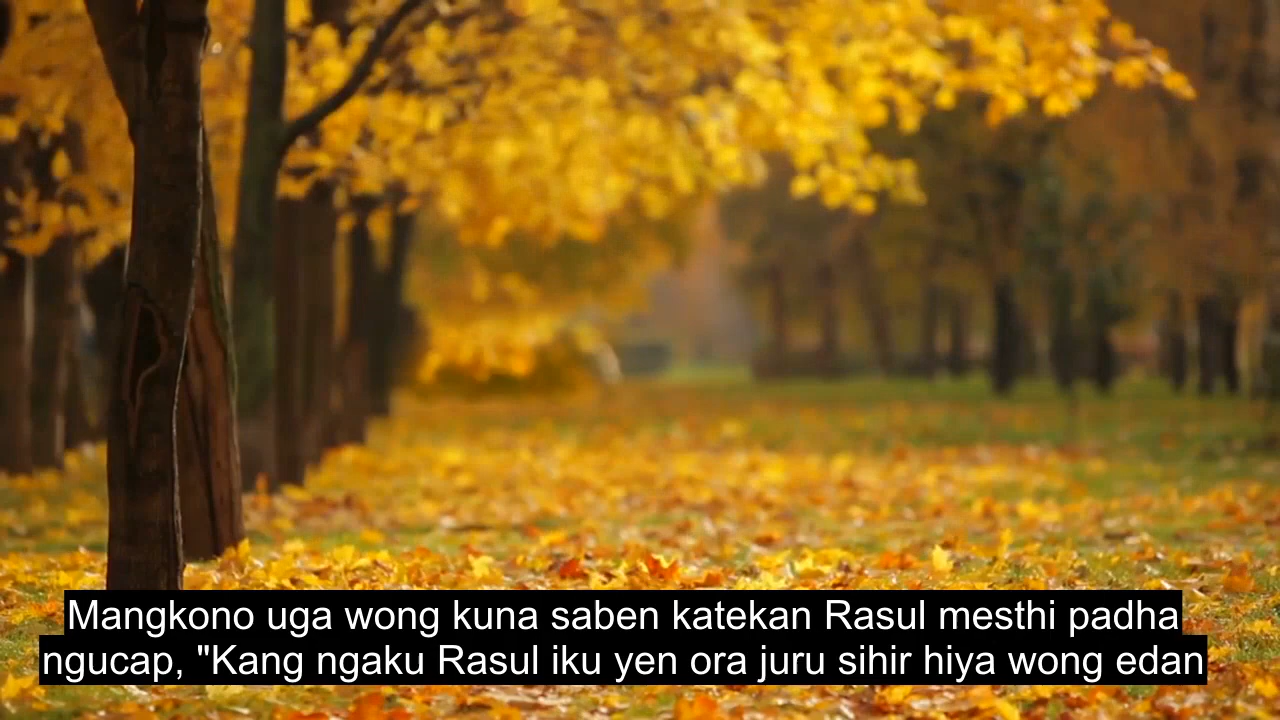 Mangkono uga wong kuna saben katekan Rasul mesthi padha
ngucap, "Kang ngaku Rasul iku yen ora juru sihir hiya wong edan